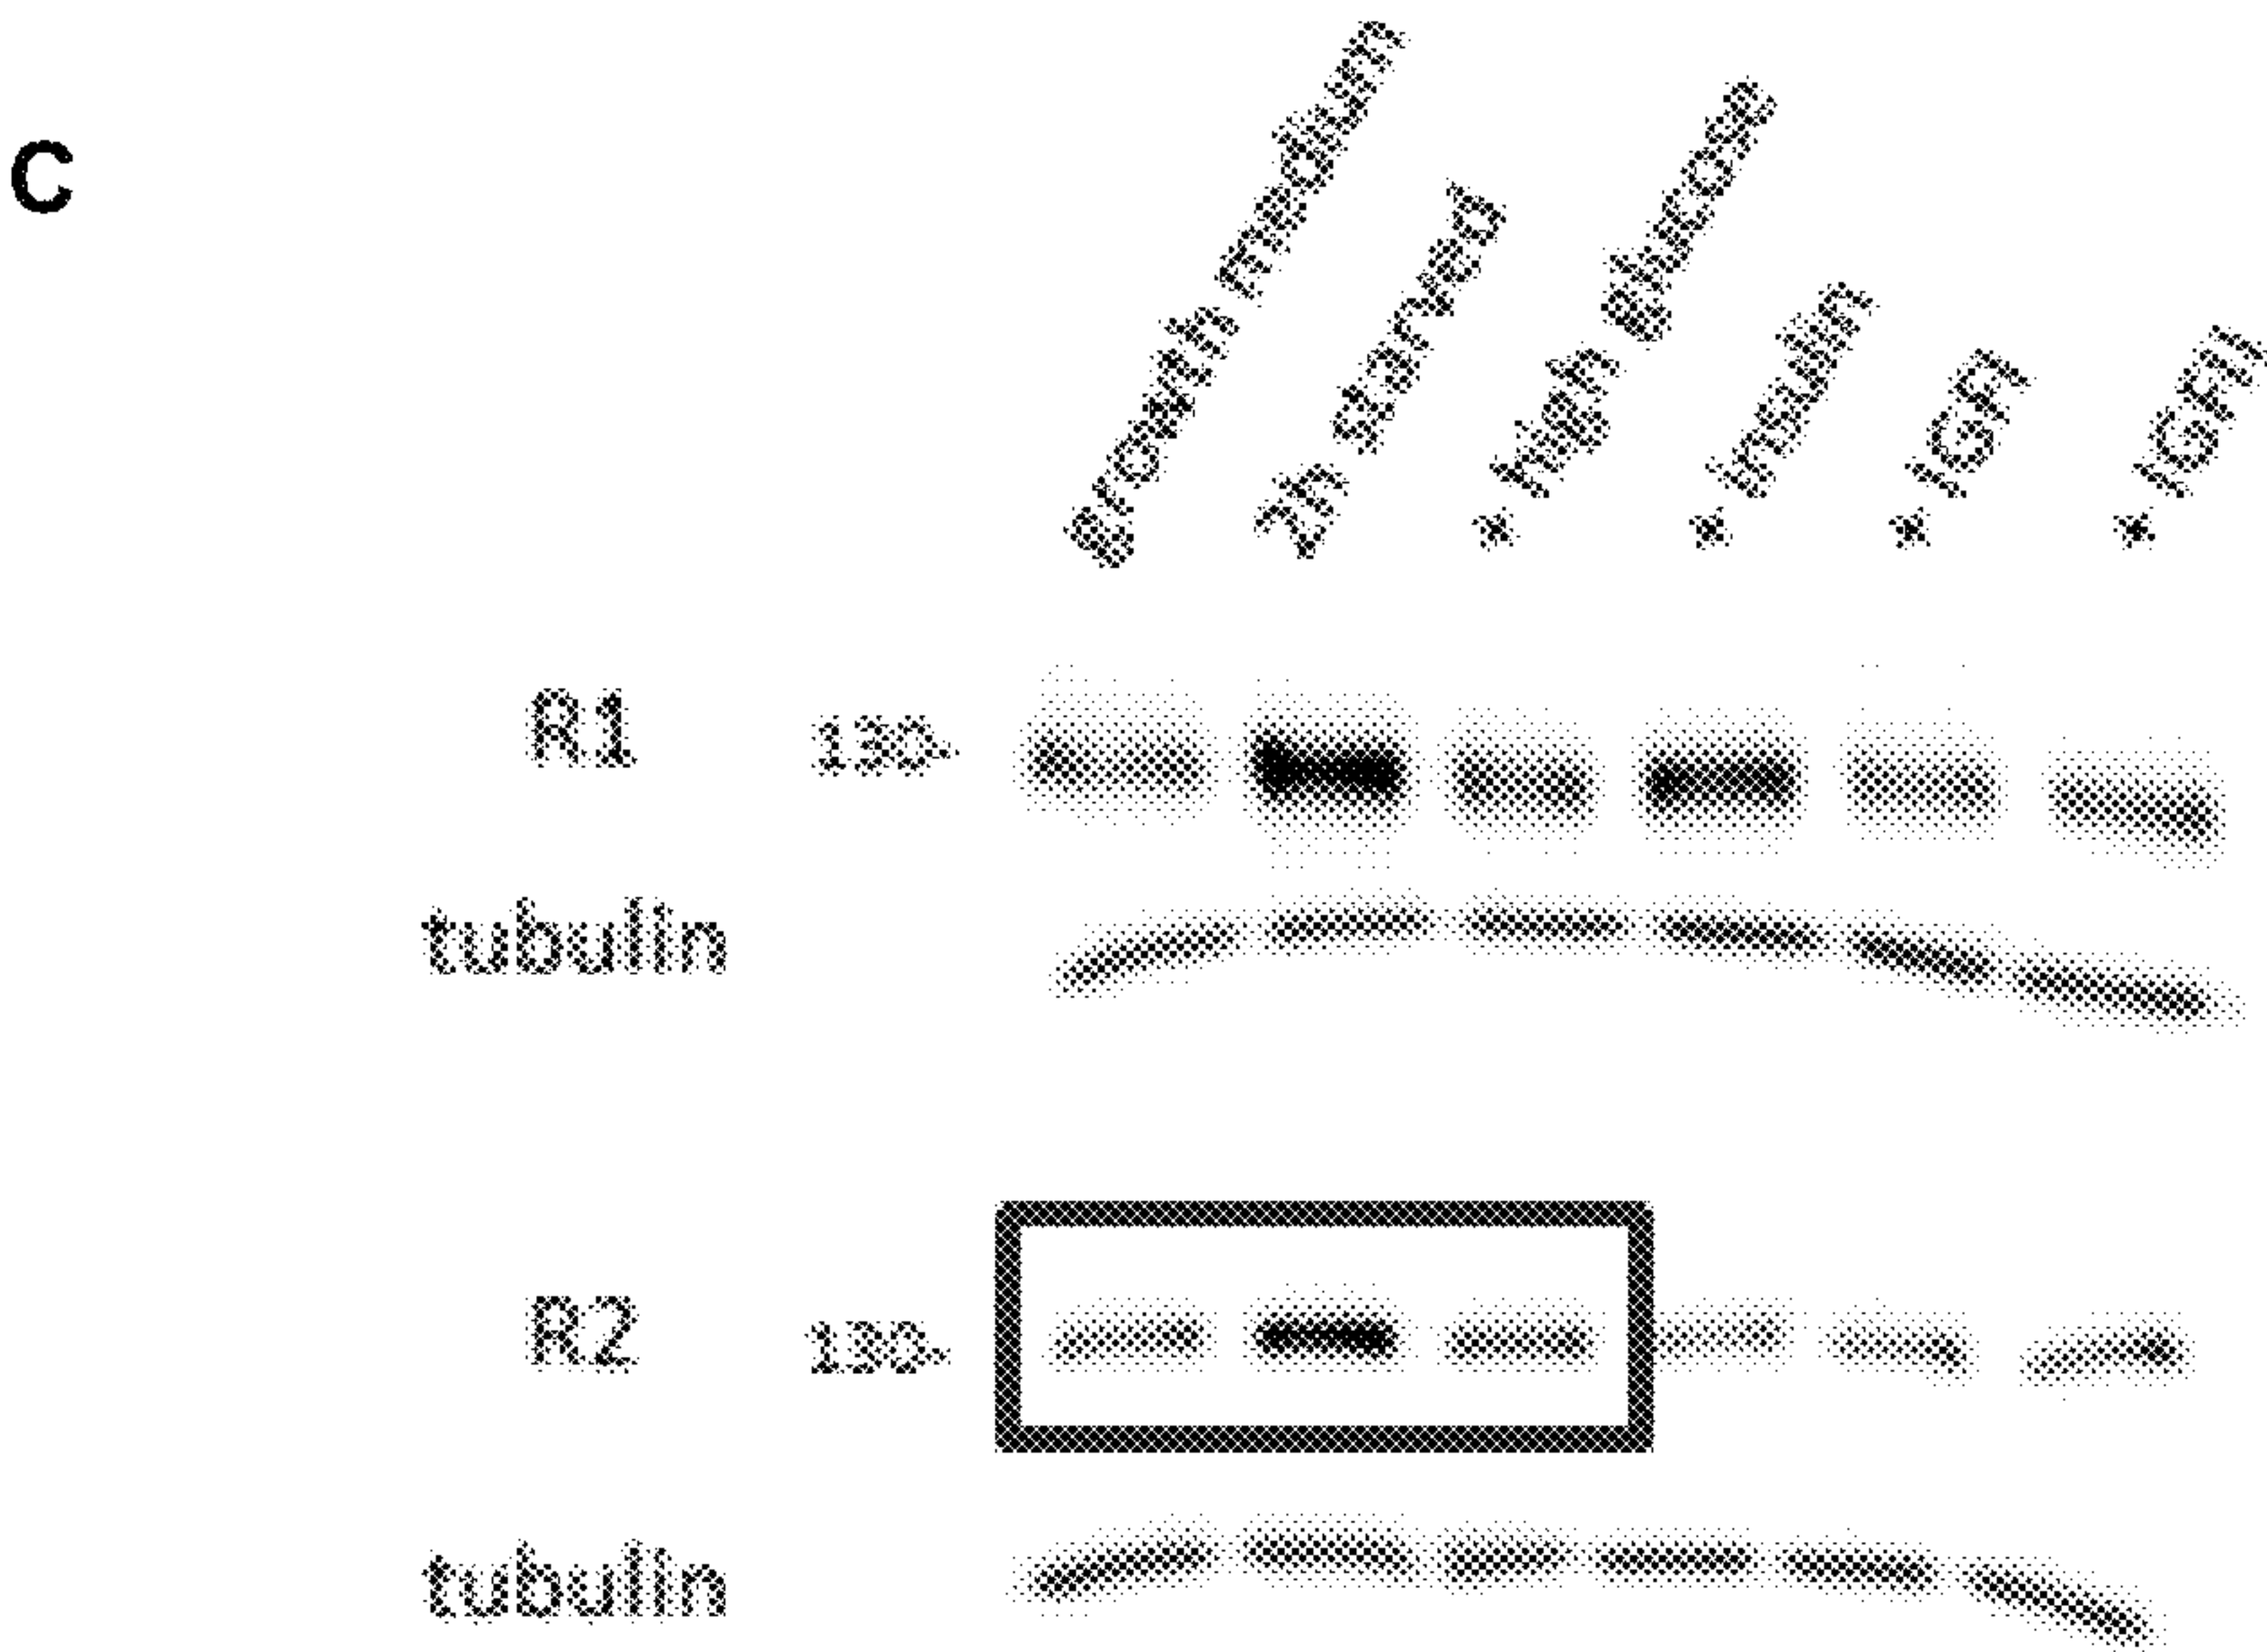 C
growth medium
2h starved
+ high glucose
+ insulin
+ IGFI
+ IGFII
R1
130-
tubulin
R2
130-
tubulin